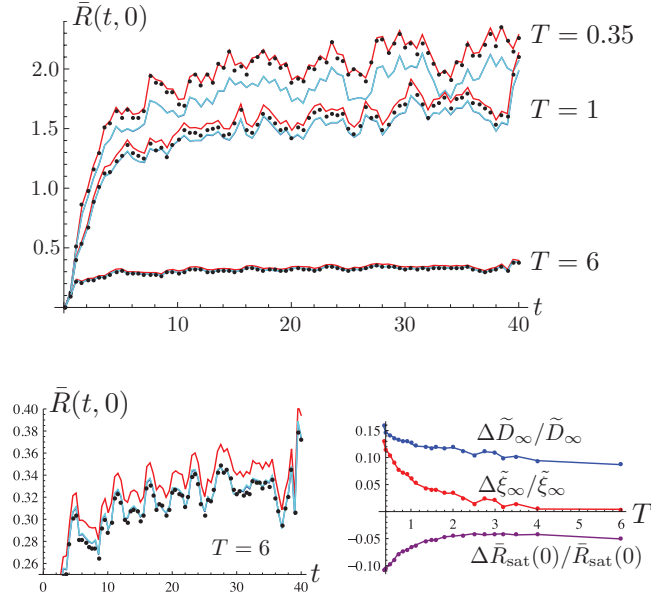 R̄(t, 0)
2.0
T = 0.35
1.5
T = 1
1.0
0.5
T = 6
10 20 30 40 t
R̄(t, 0)
0.40
0.38
0.36
0.34
0.32
0.30
0.28
0.26
T = 6
0 10 20 30 40 t
0.15
0.10
0.05
-0.05
-0.10
ΔD̃∞/D̃∞
Δξ̃∞/ξ̃∞
1 2 3 4 5 6 T
ΔR̄sat(0)/R̄sat(0)